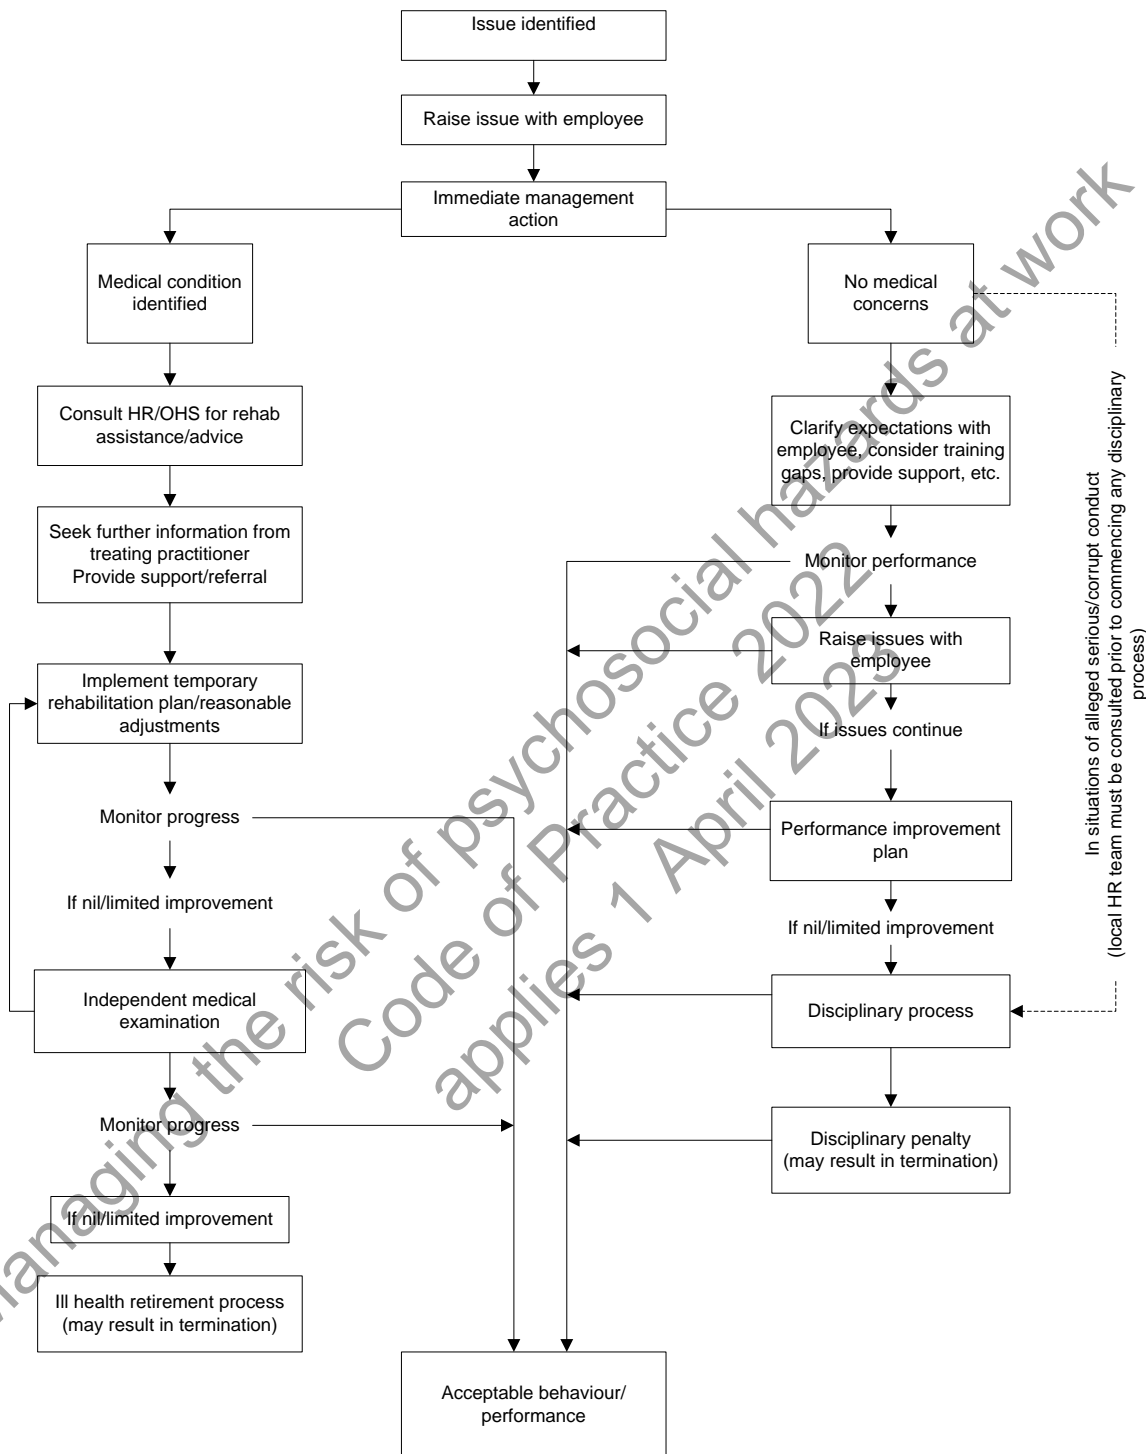 Issue identified
Raise issue with employee
Immediate management
action
Medical condition
identified
Consult HR/OHS for rehab
assistance/advice
Seek further information from
treating practitioner
Provide support/referral
Implement temporary
rehabilitation plan/reasonable
adjustments
Monitor progress
If nil/limited improvement
Independent medical
examination
Monitor progress
If nil/limited improvement
Ill health retirement process
(may result in termination)
No medical
concerns
Clarify expectations with
employee, consider training
gaps, provide support, etc.
Monitor performance
Raise issues with
employee
If issues continue
Performance improvement
plan
If nil/limited improvement
Disciplinary process
Disciplinary penalty
(may result in termination)
In situations of alleged serious/corrupt conduct
(local HR team must be consulted prior to commencing any disciplinary
process)
Acceptable behaviour/
performance
Managing the risk of psychosocial hazards at work
Code of Practice 2022
applies 1 April 2023